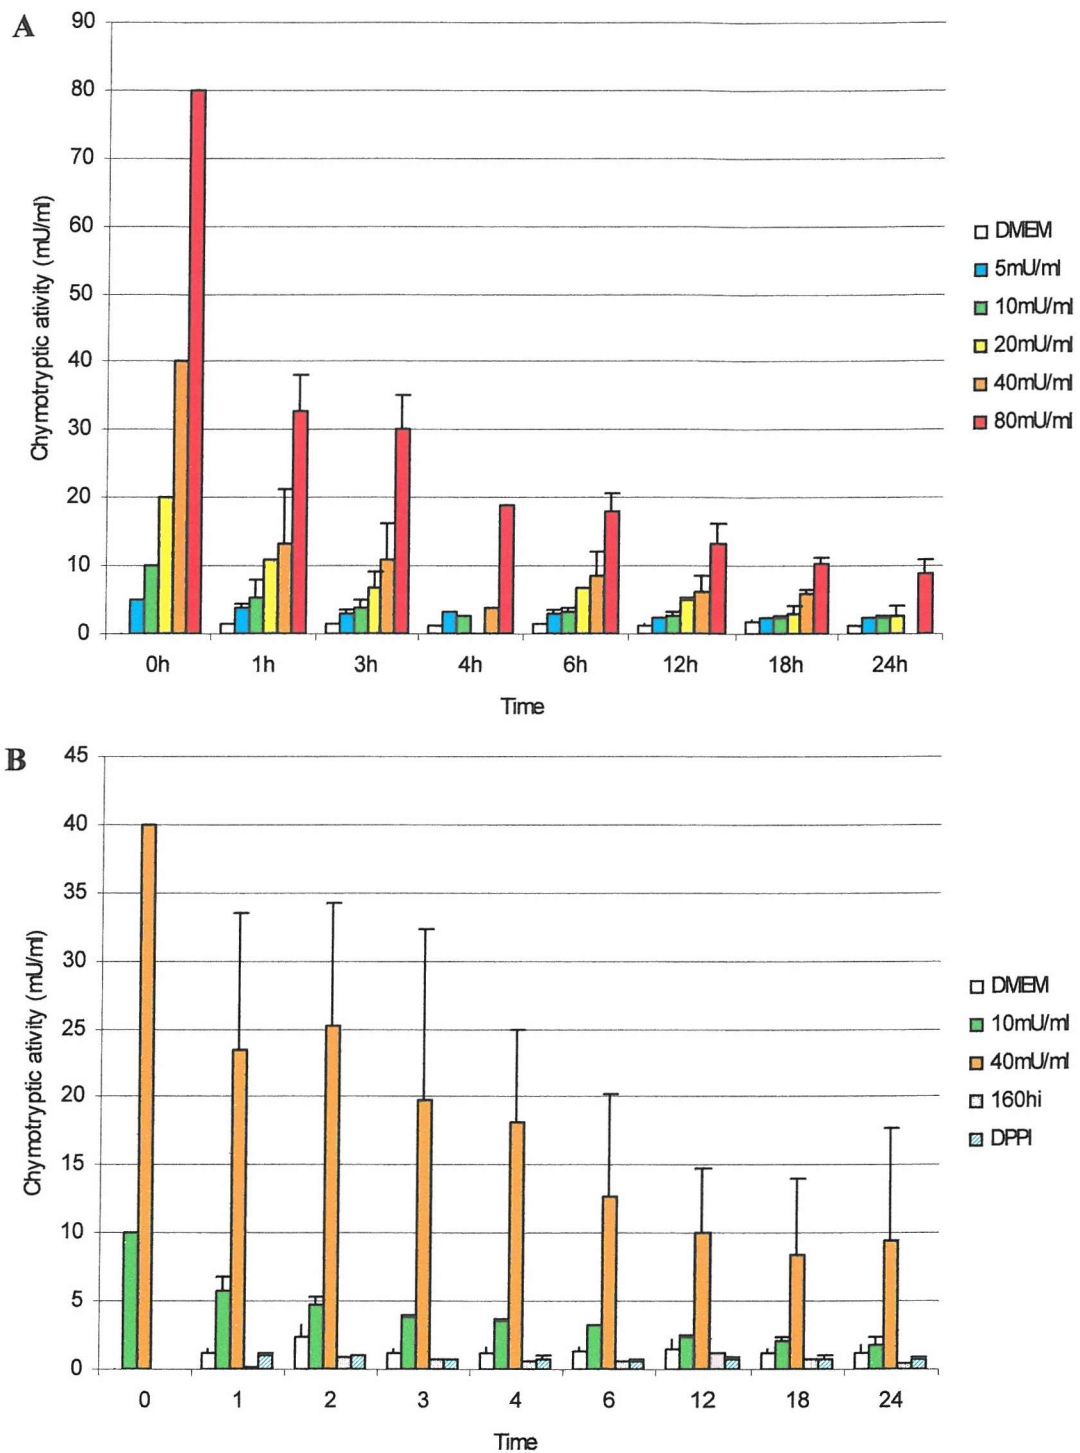 A
90
80
70
60
50
40
30
20
10
0
Chymotryptic ativity (mU/ml)
0h 1h 3h 4h 6h 12h 18h 24h
Time
DMEM
5mU/ml
10mU/ml
20mU/ml
40mU/ml
80mU/ml
B
45
40
35
30
25
20
15
10
5
0
Chymotryptic ativity (mU/ml)
0 1 2 3 4 6 12 18 24
Time
DMEM
10mU/ml
40mU/ml
160hi
DPPI